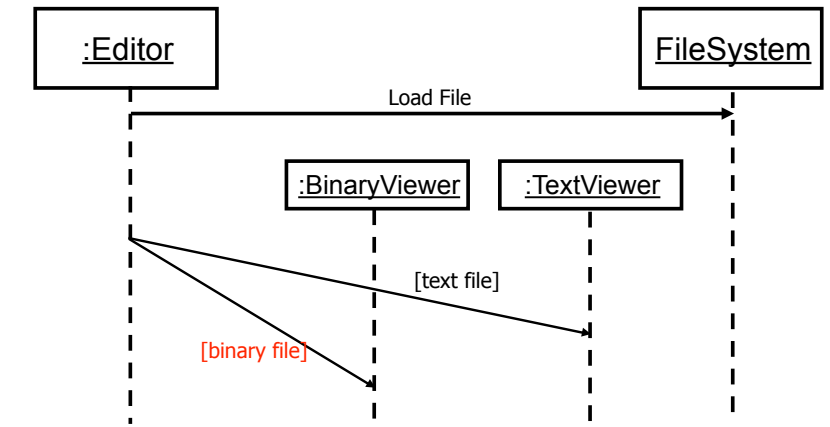 :Editor
FileSystem
Load File
:BinaryViewer
:TextViewer
[text file]
[binary file]